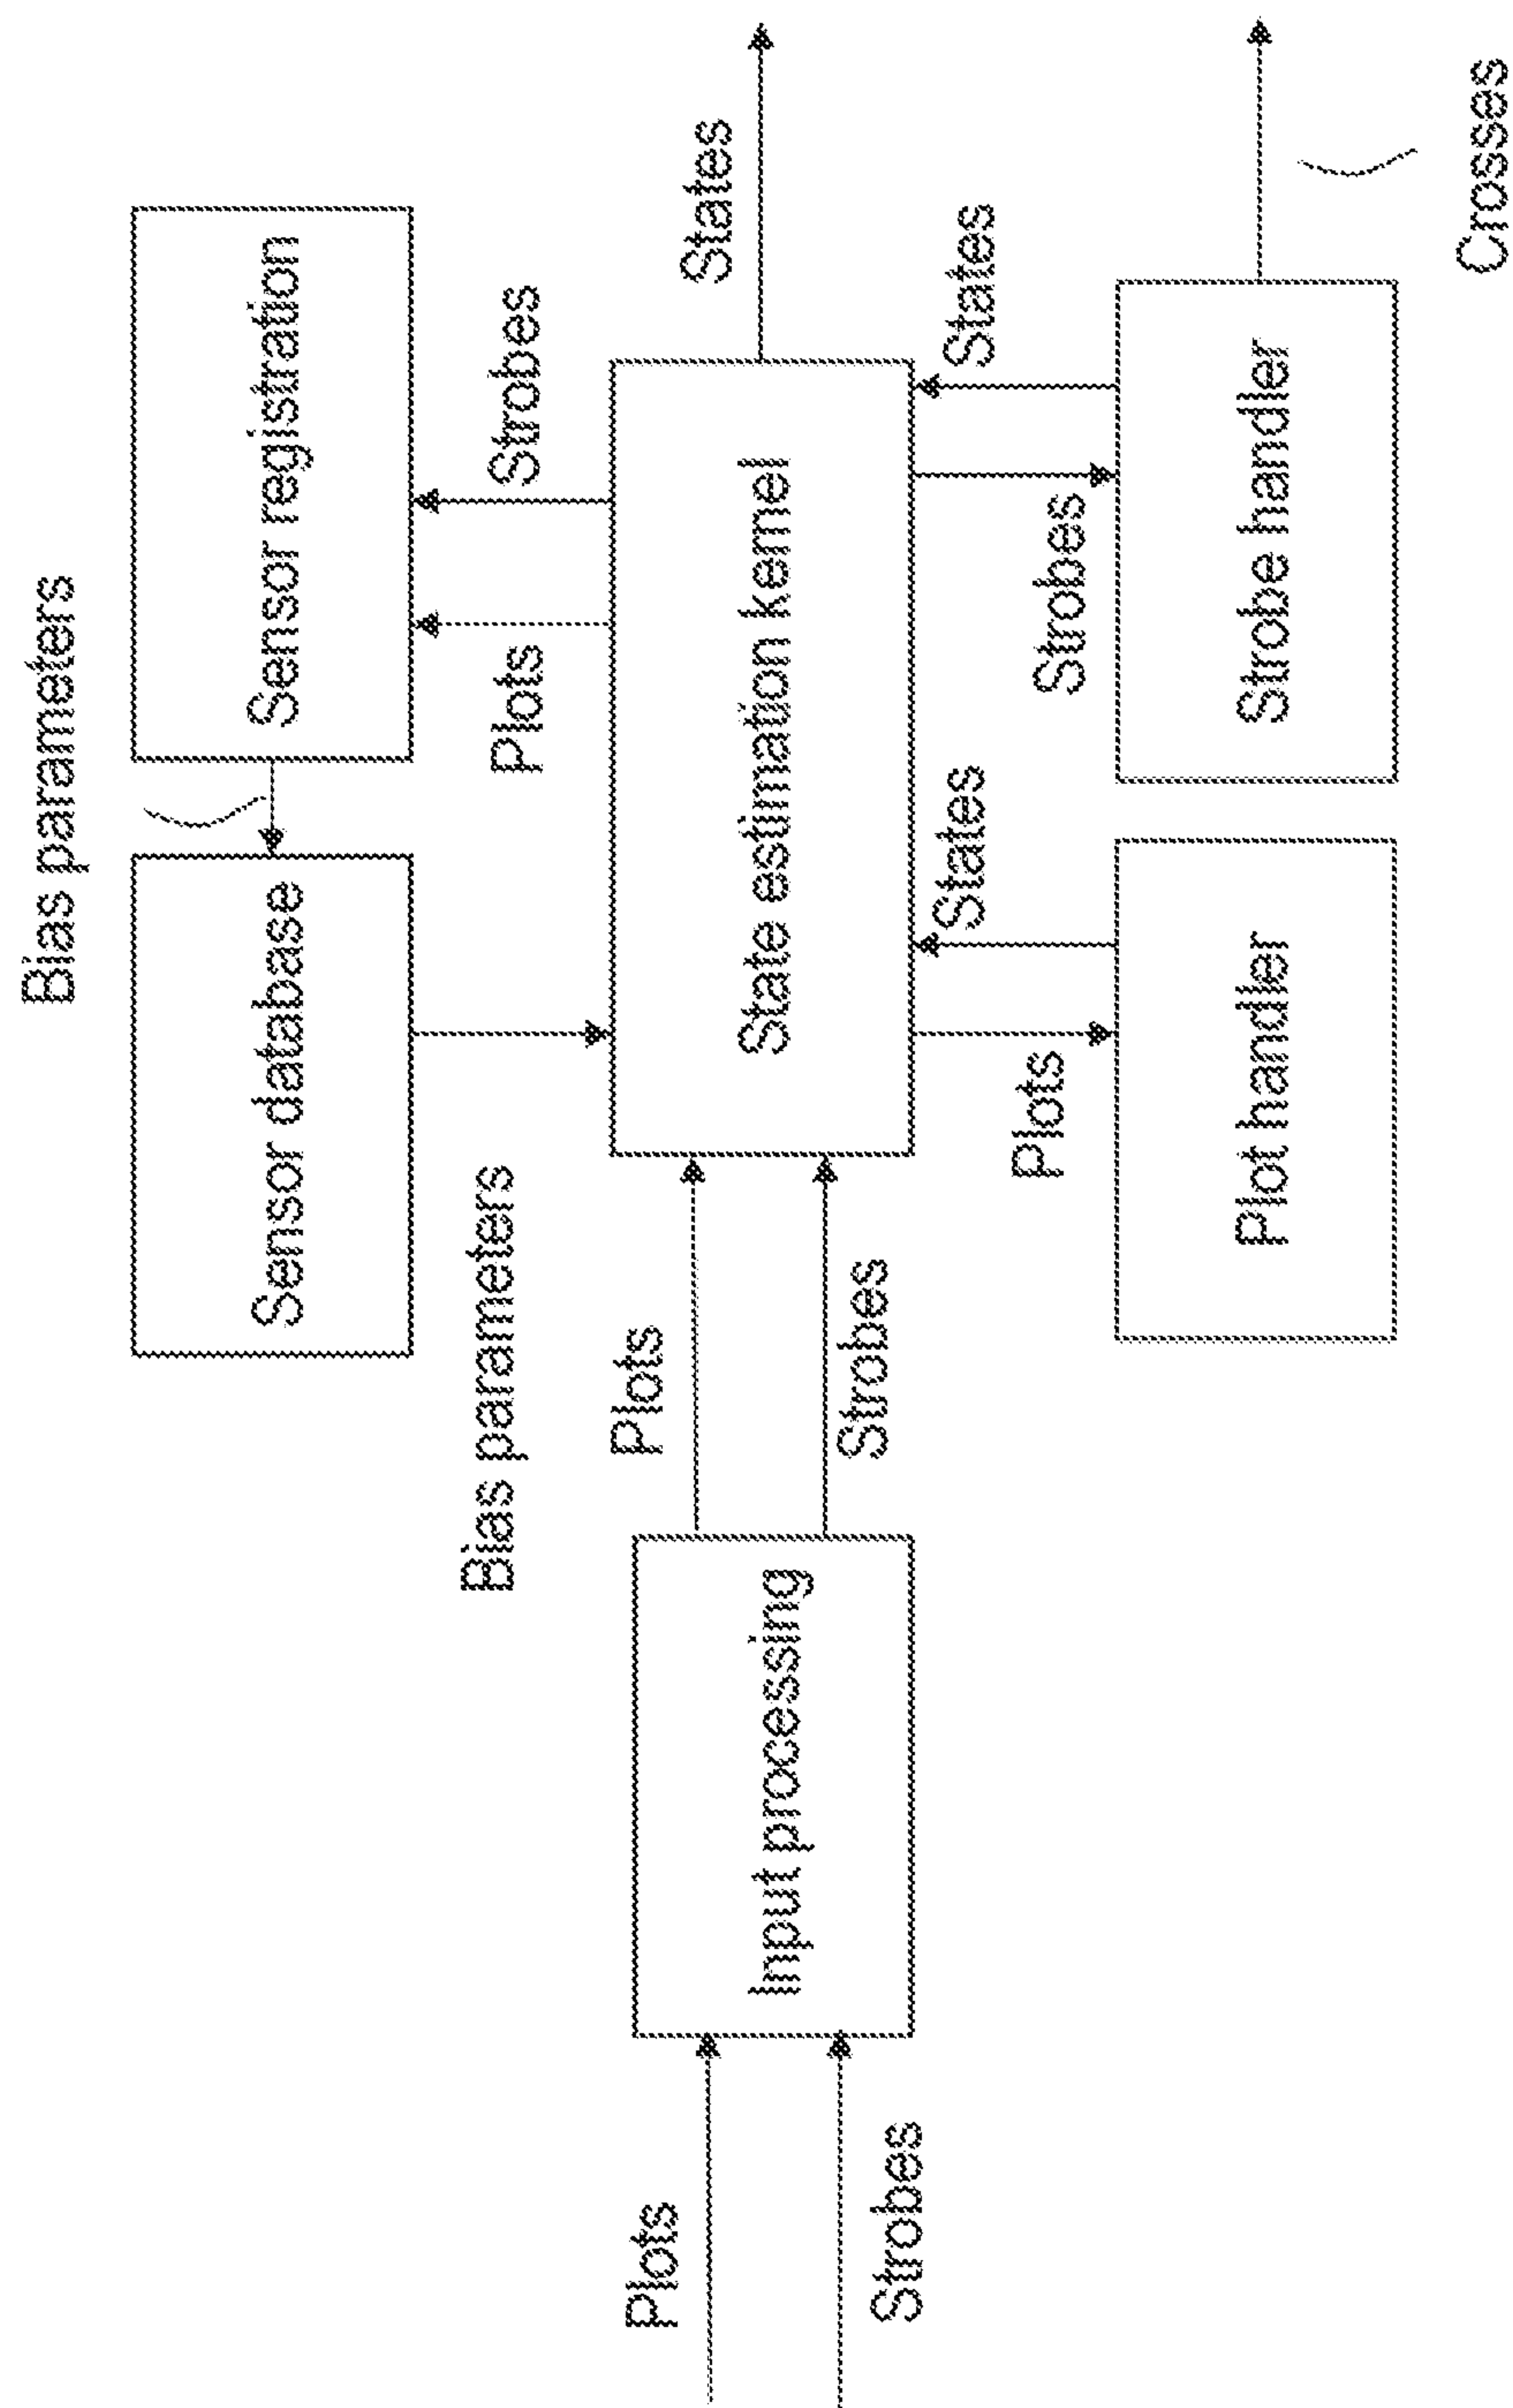 Bias parameters
Sensor database
Sensor registration
Bias parameters
Plots
Strobes
Plots
Strobes
Input processing
Plots
Strobes
State estimation kernel
States
Plots
States
Strobes
States
Plot handler
Strobe handler
Crosses